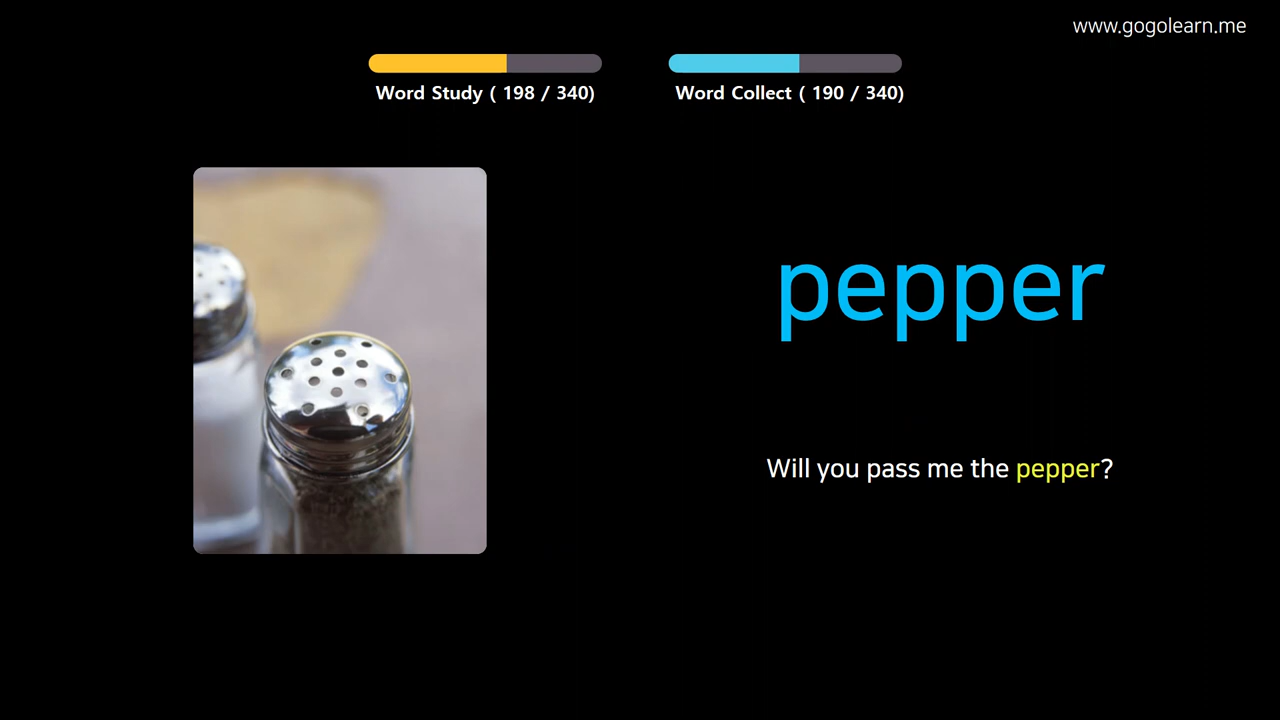 www.gogolearn.me
Word Study ( 198 / 340)
Word Collect ( 190 / 340)
pepper
Will you pass me the pepper?